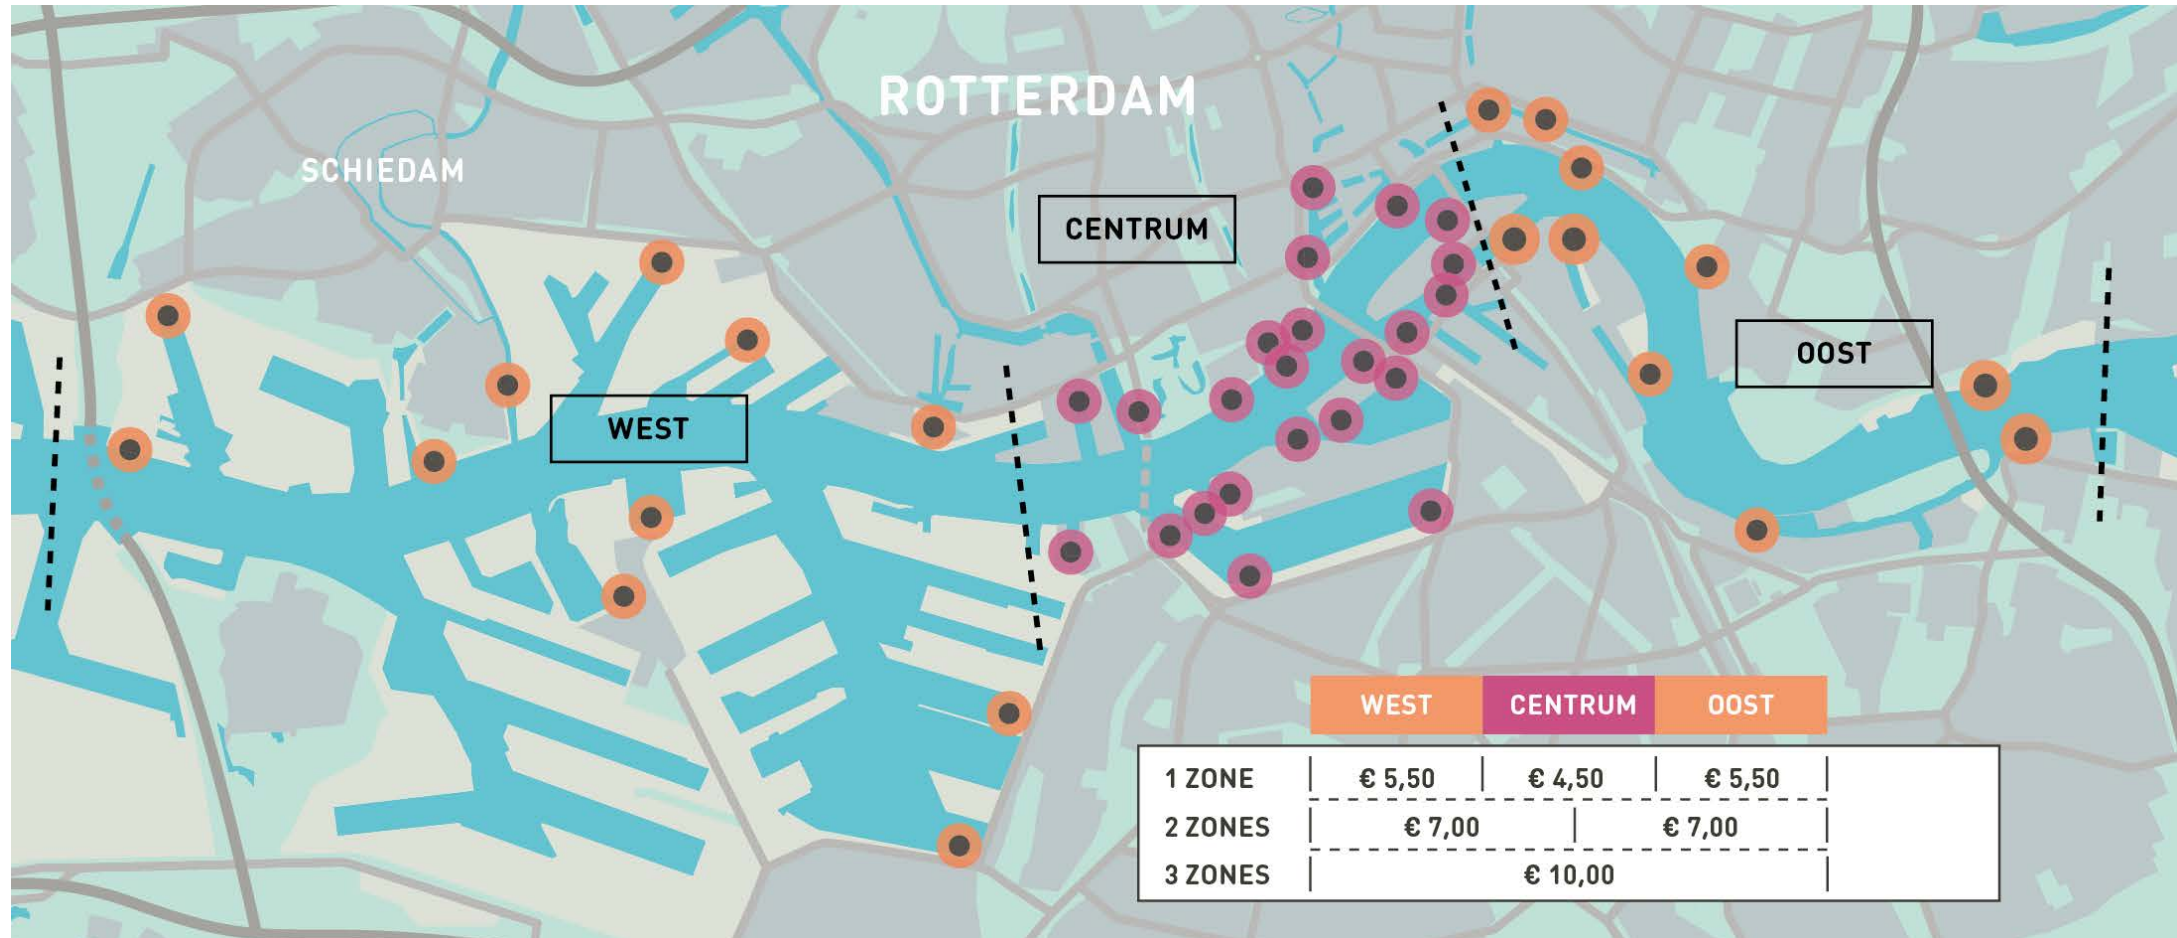 ROTTERDAM
SCHIEDAM
CENTRUM
OOST
WEST
WEST CENTRUM OOST
1 ZONE € 5,50 € 4,50 € 5,50
2 ZONES € 7,00 € 7,00
3 ZONES € 10,00